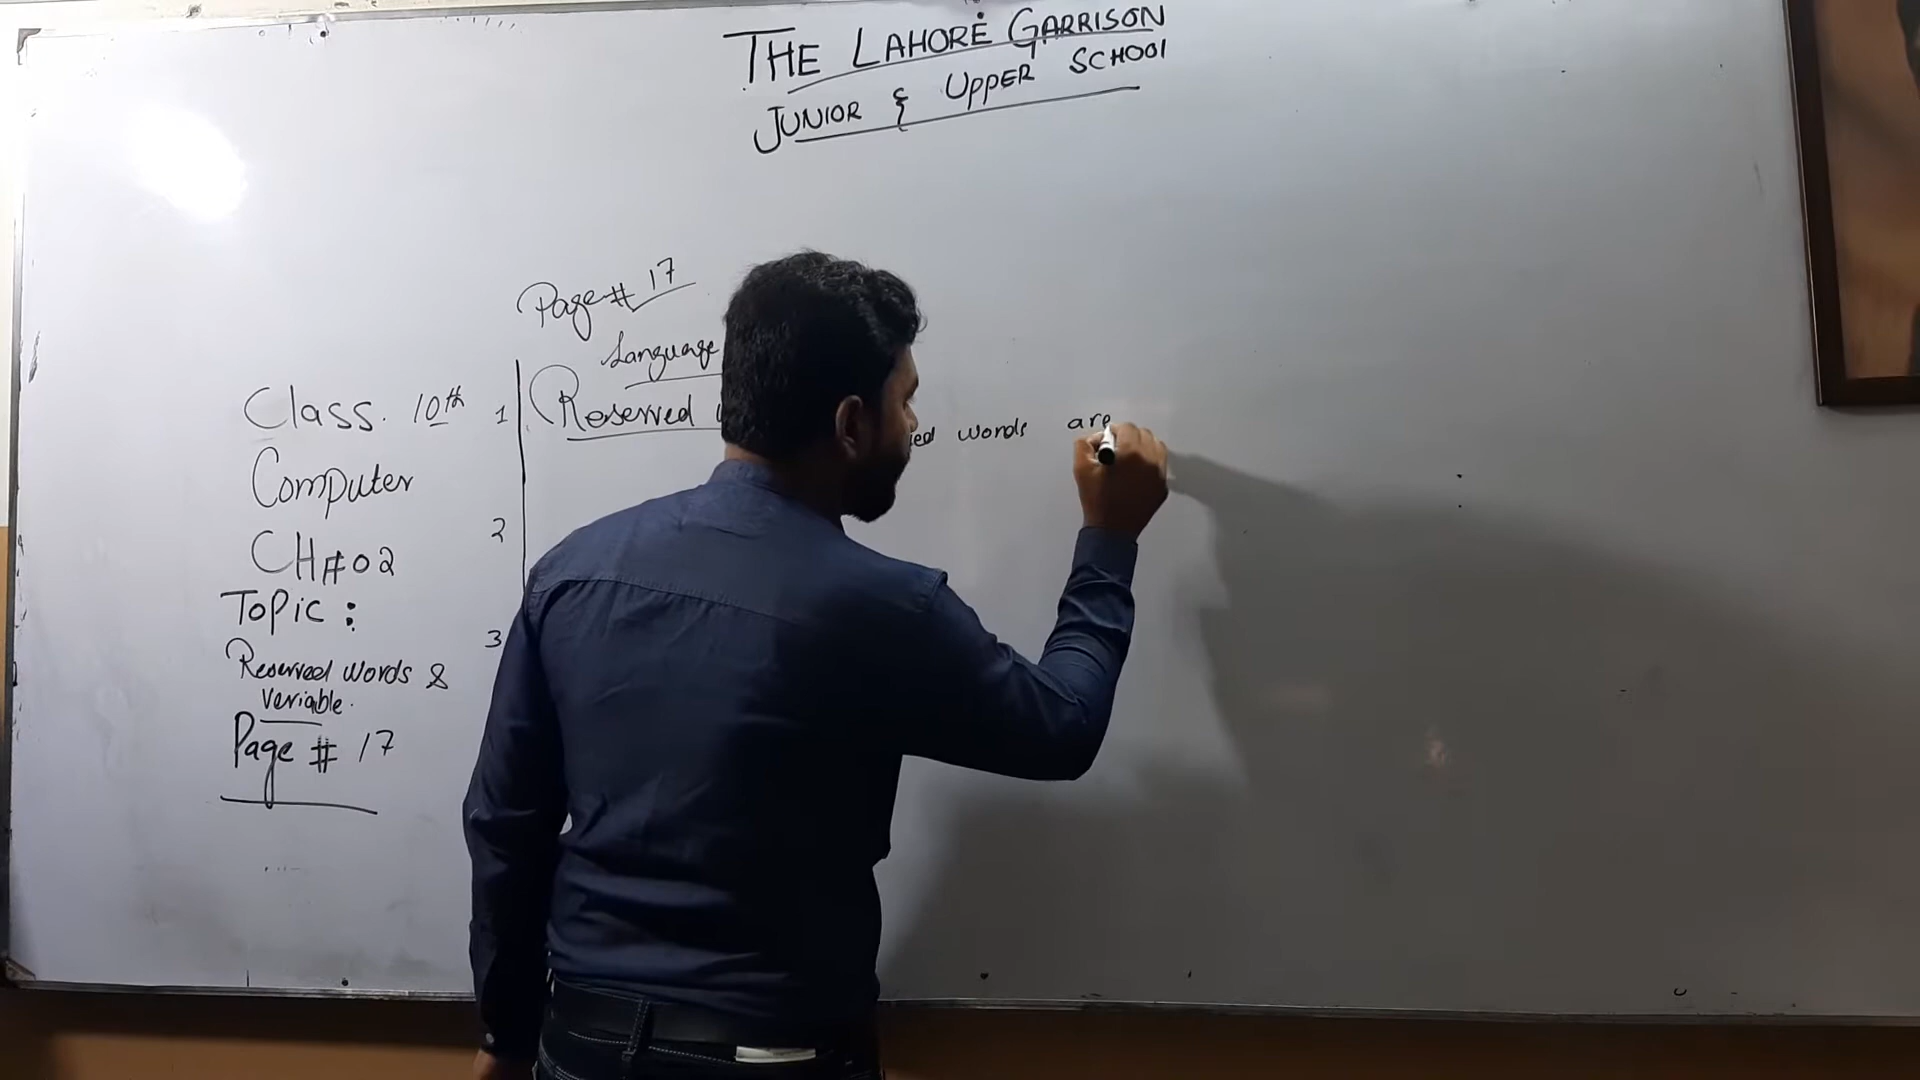 THE LAHORE GARRISON
JUNIOR & UPPER SCHOOL
Class. 10th
Computer
CH#02
Topic :
Reserved words &
variable.
Page # 17
Page # 17
Language
1 Reserved words are
2
3